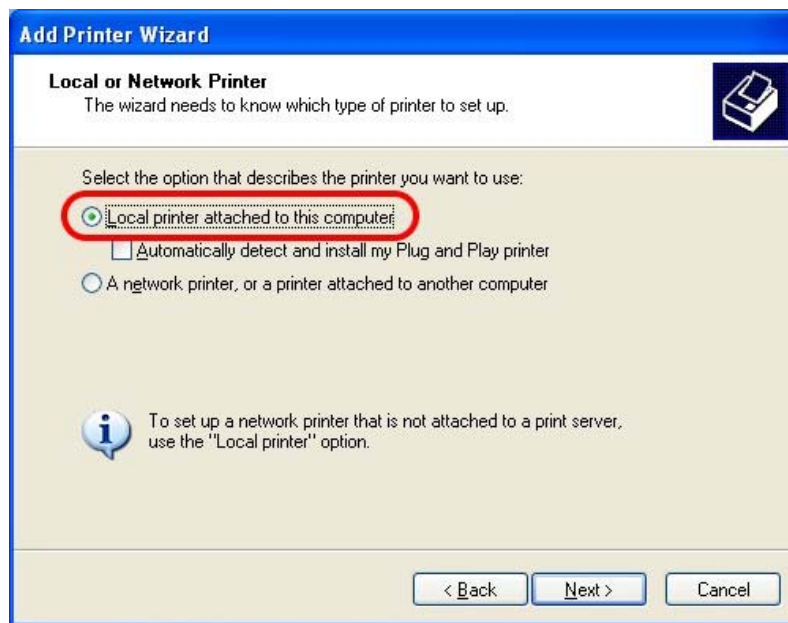 Add Printer Wizard
Local or Network Printer
The wizard needs to know which type of printer to set up.
Select the option that describes the printer you want to use:
Local printer attached to this computer
Automatically detect and install my Plug and Play printer
A network printer, or a printer attached to another computer
To set up a network printer that is not attached to a print server,
use the "Local printer" option.
< Back Next > Cancel